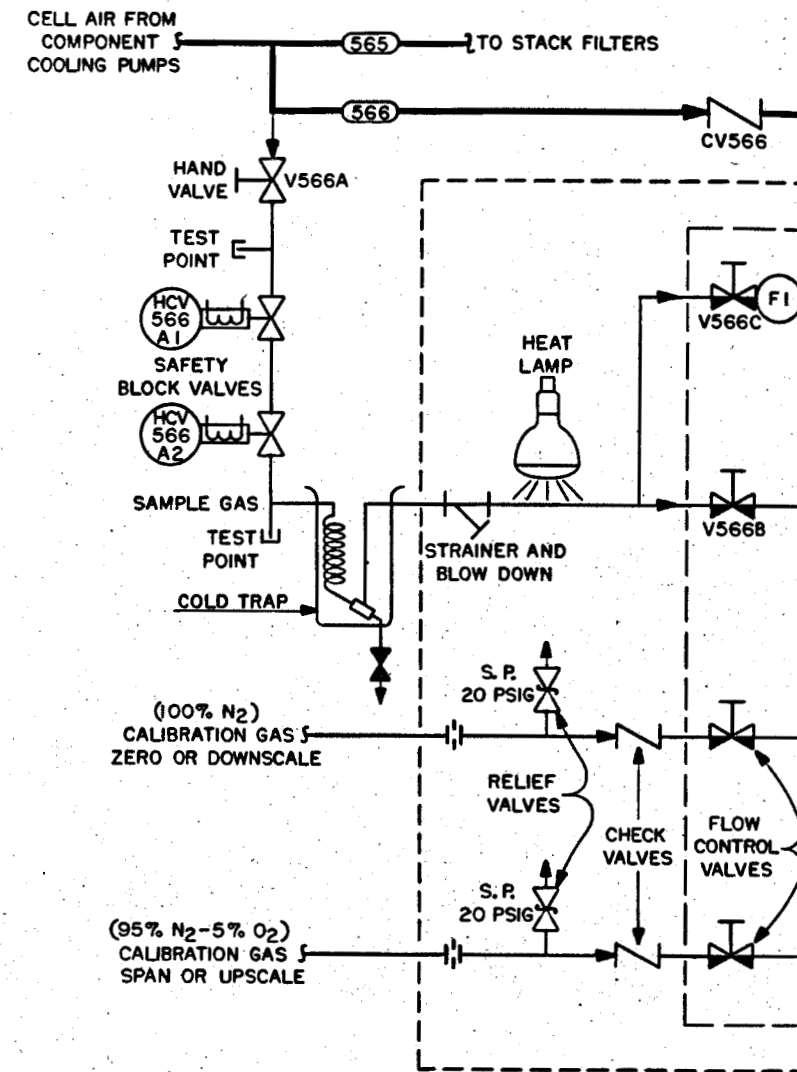 CELL AIR FROM
COMPONENT
COOLING PUMPS
565
TO STACK FILTERS
566
CV566
HAND
VALVE
V566A
TEST
POINT
HCV
566
A1
SAFETY
BLOCK VALVES
HCV
566
A2
SAMPLE GAS
TEST
POINT
COLD TRAP
HEAT
LAMP
STRAINER AND
BLOW DOWN
V566C
FI
V566B
S. P.
20 PSIG
(100% N2)
CALIBRATION GAS
ZERO OR DOWNSCALE
RELIEF
VALVES
CHECK
VALVES
FLOW
CONTROL
VALVES
S. P.
20 PSIG
(95% N2-5% O2)
CALIBRATION GAS
SPAN OR UPSCALE